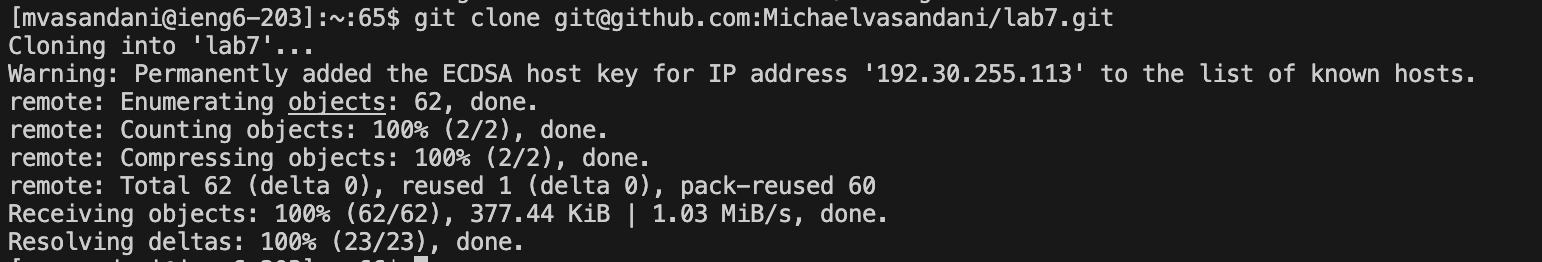 [mvasandani@ieng6-203]:~:65$ git clone git@github.com:Michaelvasandani/lab7.git
Cloning into 'lab7'...
Warning: Permanently added the ECDSA host key for IP address '192.30.255.113' to the list of known hosts.
remote: Enumerating objects: 62, done.
remote: Counting objects: 100% (2/2), done.
remote: Compressing objects: 100% (2/2), done.
remote: Total 62 (delta 0), reused 1 (delta 0), pack-reused 60
Receiving objects: 100% (62/62), 377.44 KiB | 1.03 MiB/s, done.
Resolving deltas: 100% (23/23), done.